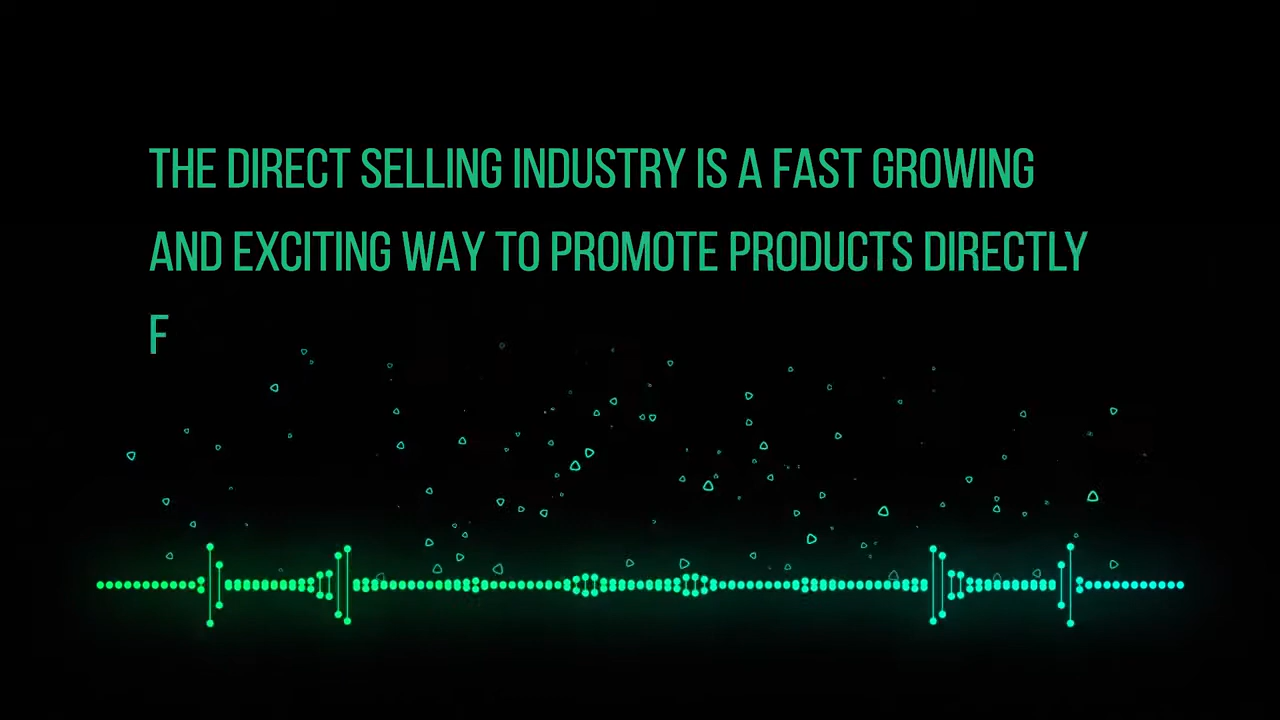 THE DIRECT SELLING INDUSTRY IS A FAST GROWING
AND EXCITING WAY TO PROMOTE PRODUCTS DIRECTLY
F